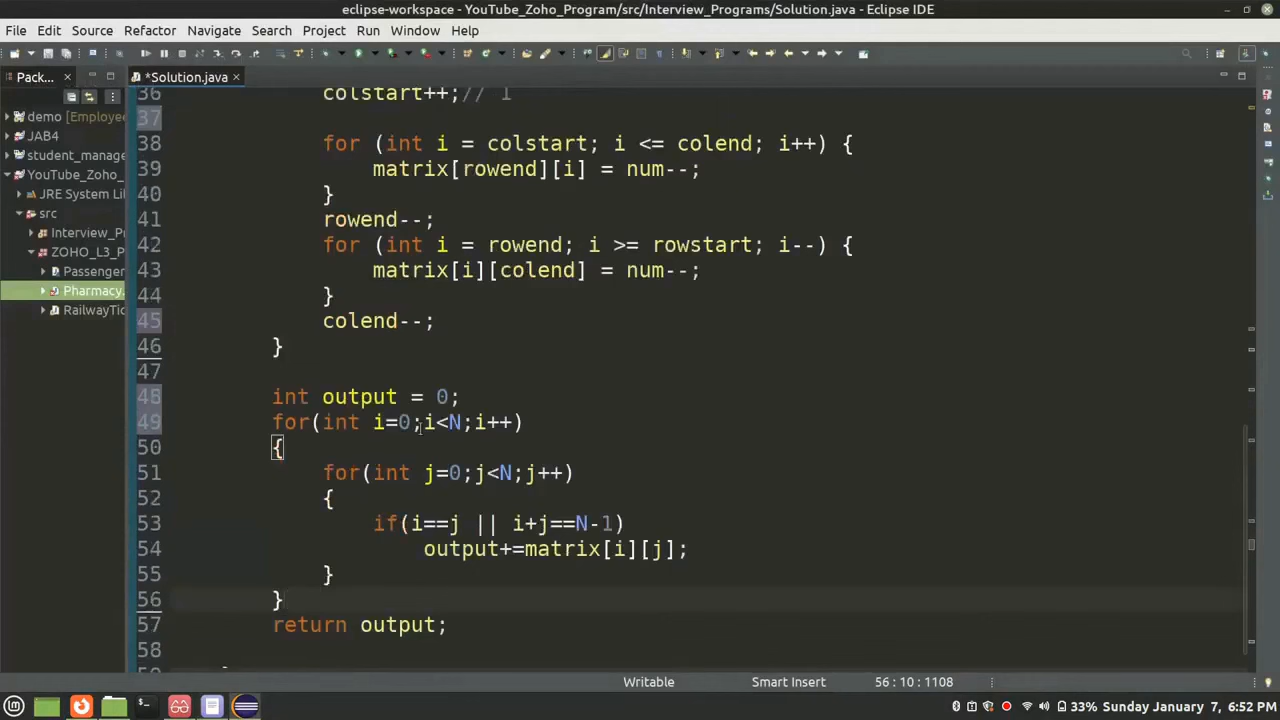 eclipse-workspace - YouTube_Zoho_Program/src/Interview_Programs/Solution.java - Eclipse IDE
File Edit Source Refactor Navigate Search Project Run Window Help
Pack... *Solution.java
demo [Employee
JAB4
student_manage
YouTube_Zoho_
JRE System Lib
src
Interview_Pr
ZOHO_L3_P
Passenger
Pharmacy.
RailwayTic
36 colstart++;// 1
37
38 for (int i = colstart; i <= colend; i++) {
39 matrix[rowend][i] = num--;
40 }
41 rowend--;
42 for (int i = rowend; i >= rowstart; i--) {
43 matrix[i][colend] = num--;
44 }
45 colend--;
46 }
47
48 int output = 0;
49 for(int i=0;i<N;i++)
50 {
51 for(int j=0;j<N;j++)
52 {
53 if(i==j || i+j==N-1)
54 output+=matrix[i][j];
55 }
56 }
57 return output;
58
Writable Smart Insert 56 : 10 : 1108
33% Sunday January 7, 6:52 PM